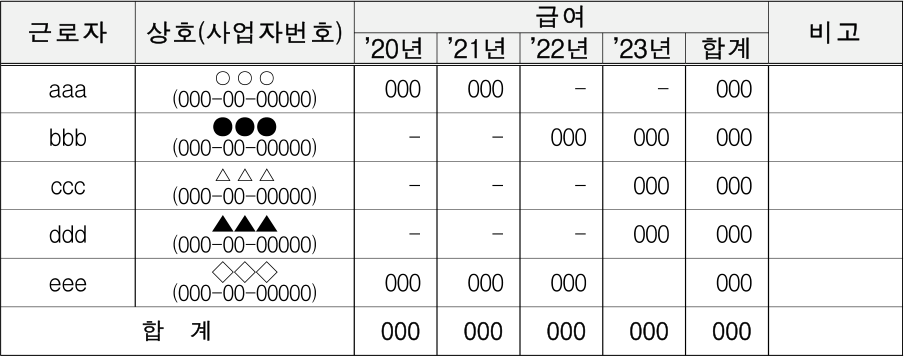 근로자 상호(사업자번호) 급여 비고
’20년 ’21년 ’22년 ’23년 합계
aaa ○ ○ ○ 000 000 - - 000
(000-00-00000)
bbb ●●● - - 000 000 000
(000-00-00000)
ccc △ △ △ - - - 000 000
(000-00-00000)
ddd ▲▲▲ - - - 000 000
(000-00-00000)
eee ◇◇◇ 000 000 000 000
(000-00-00000)
합 계 000 000 000 000 000